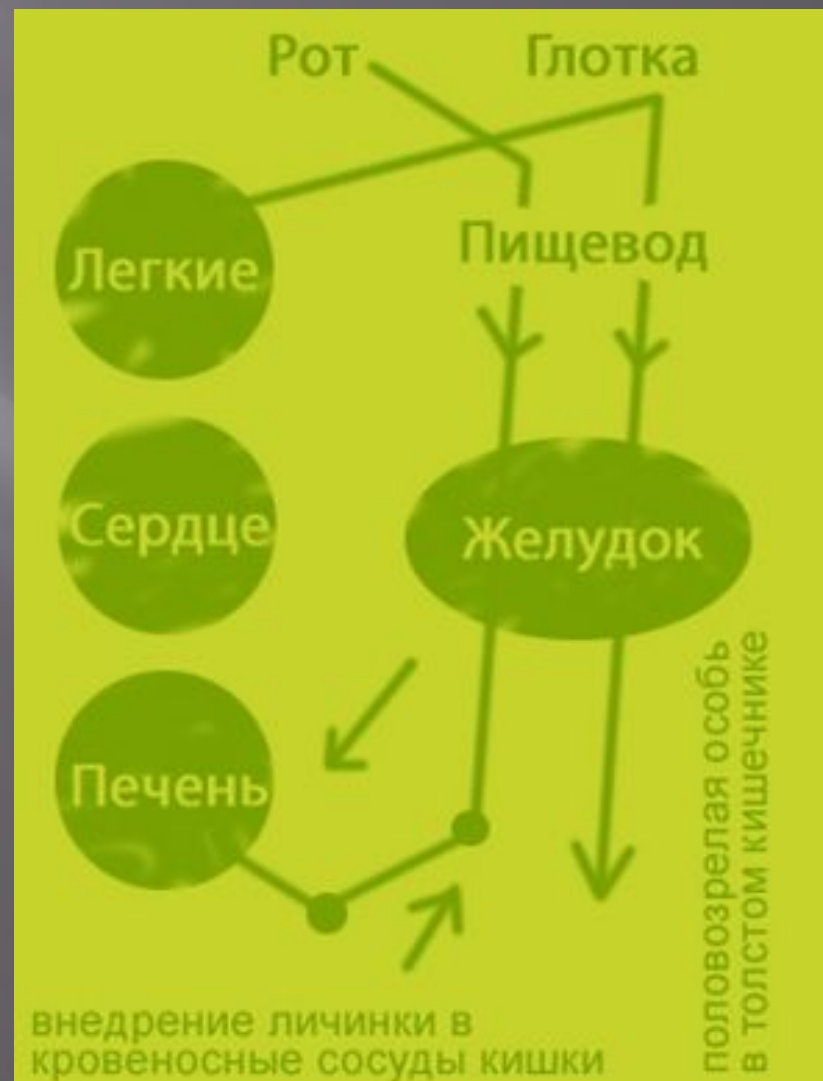 Рот Глотка
Легкие
Пищевод
Сердце
Желудок
Печень
половозрелая особь
в толстом кишечнике
внедрение личинки в
кровеносные сосуды кишки